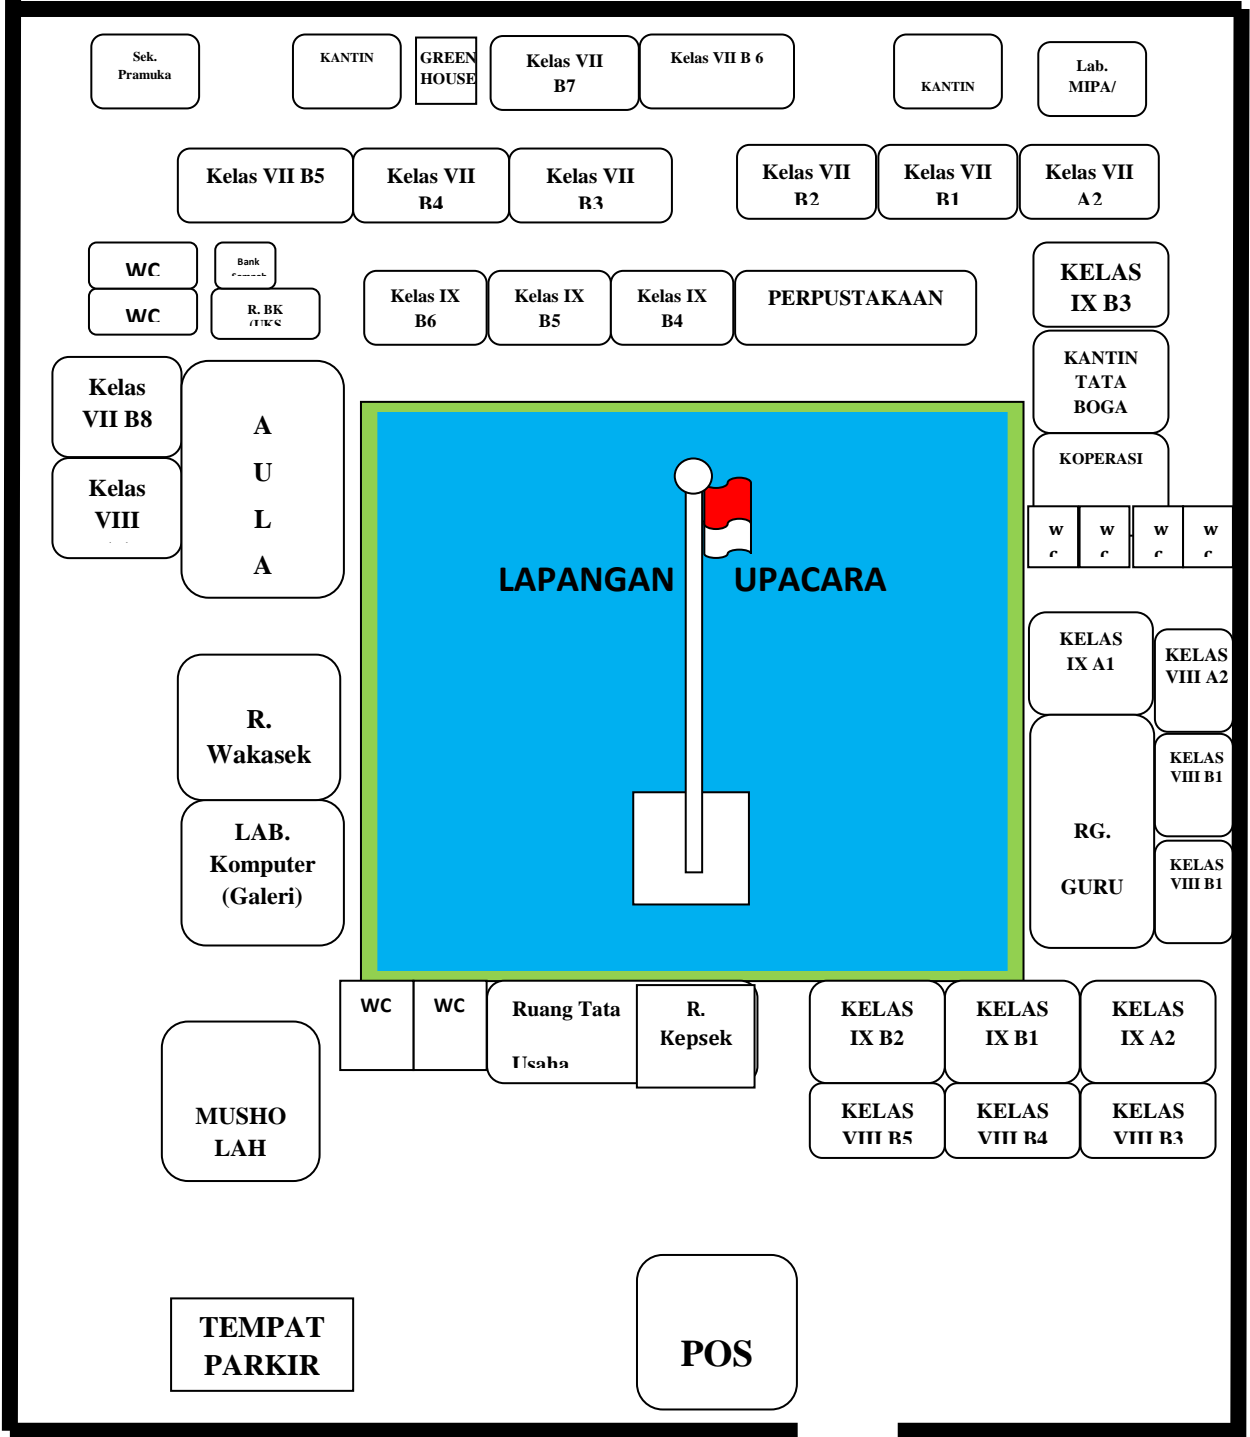 Sek.
Pramuka
KANTIN
GREEN
HOUSE
Kelas VII
B7
Kelas VII B 6
KANTIN
Lab.
MIPA/
Kelas VII B5
Kelas VII
B4
Kelas VII
B3
Kelas VII
B2
Kelas VII
B1
Kelas VII
A2
WC
Bank
Sampah
WC
R. BK
(UKS
Kelas IX
B6
Kelas IX
B5
Kelas IX
B4
PERPUSTAKAAN
KELAS
IX B3
KANTIN
TATA
BOGA
KOPERASI
Kelas
VII B8
Kelas
VIII
A
U
L
A
W
C
W
C
W
C
W
C
LAPANGAN UPACARA
KELAS
IX A1
KELAS
VIII A2
R.
Wakasek
KELAS
VIII B1
LAB.
Komputer
(Galeri)
RG.
GURU
KELAS
VIII B1
WC
WC
Ruang Tata
Usaha
R.
Kepsek
KELAS
IX B2
KELAS
IX B1
KELAS
IX A2
MUSHO
LAH
KELAS
VIII B5
KELAS
VIII B4
KELAS
VIII B3
TEMPAT
PARKIR
POS